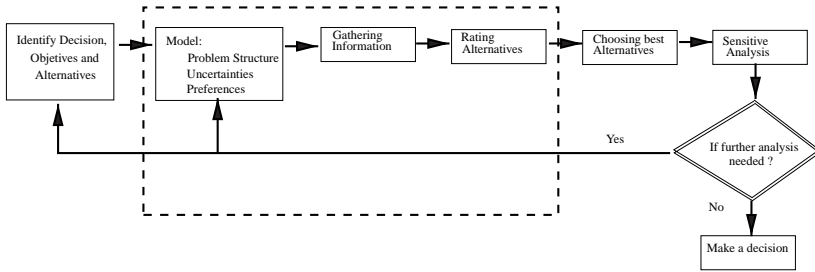 Identify Decision,
Objetives and
Alternatives
Model:
Problem Structure
Uncertainties
Preferences
Gathering
Information
Rating
Alternatives
Choosing best
Alternatives
Sensitive
Analysis
Yes
If further analysis
needed ?
No
Make a decision